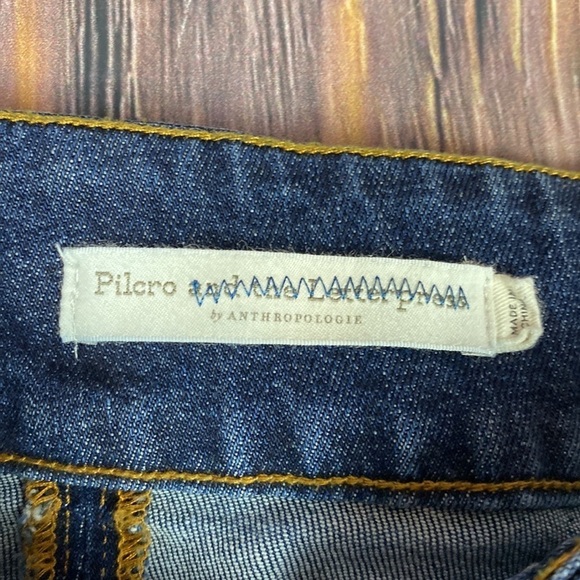 Pilcro and the Letterpress
by ANTHROPOLOGIE
MADE IN
CHINA